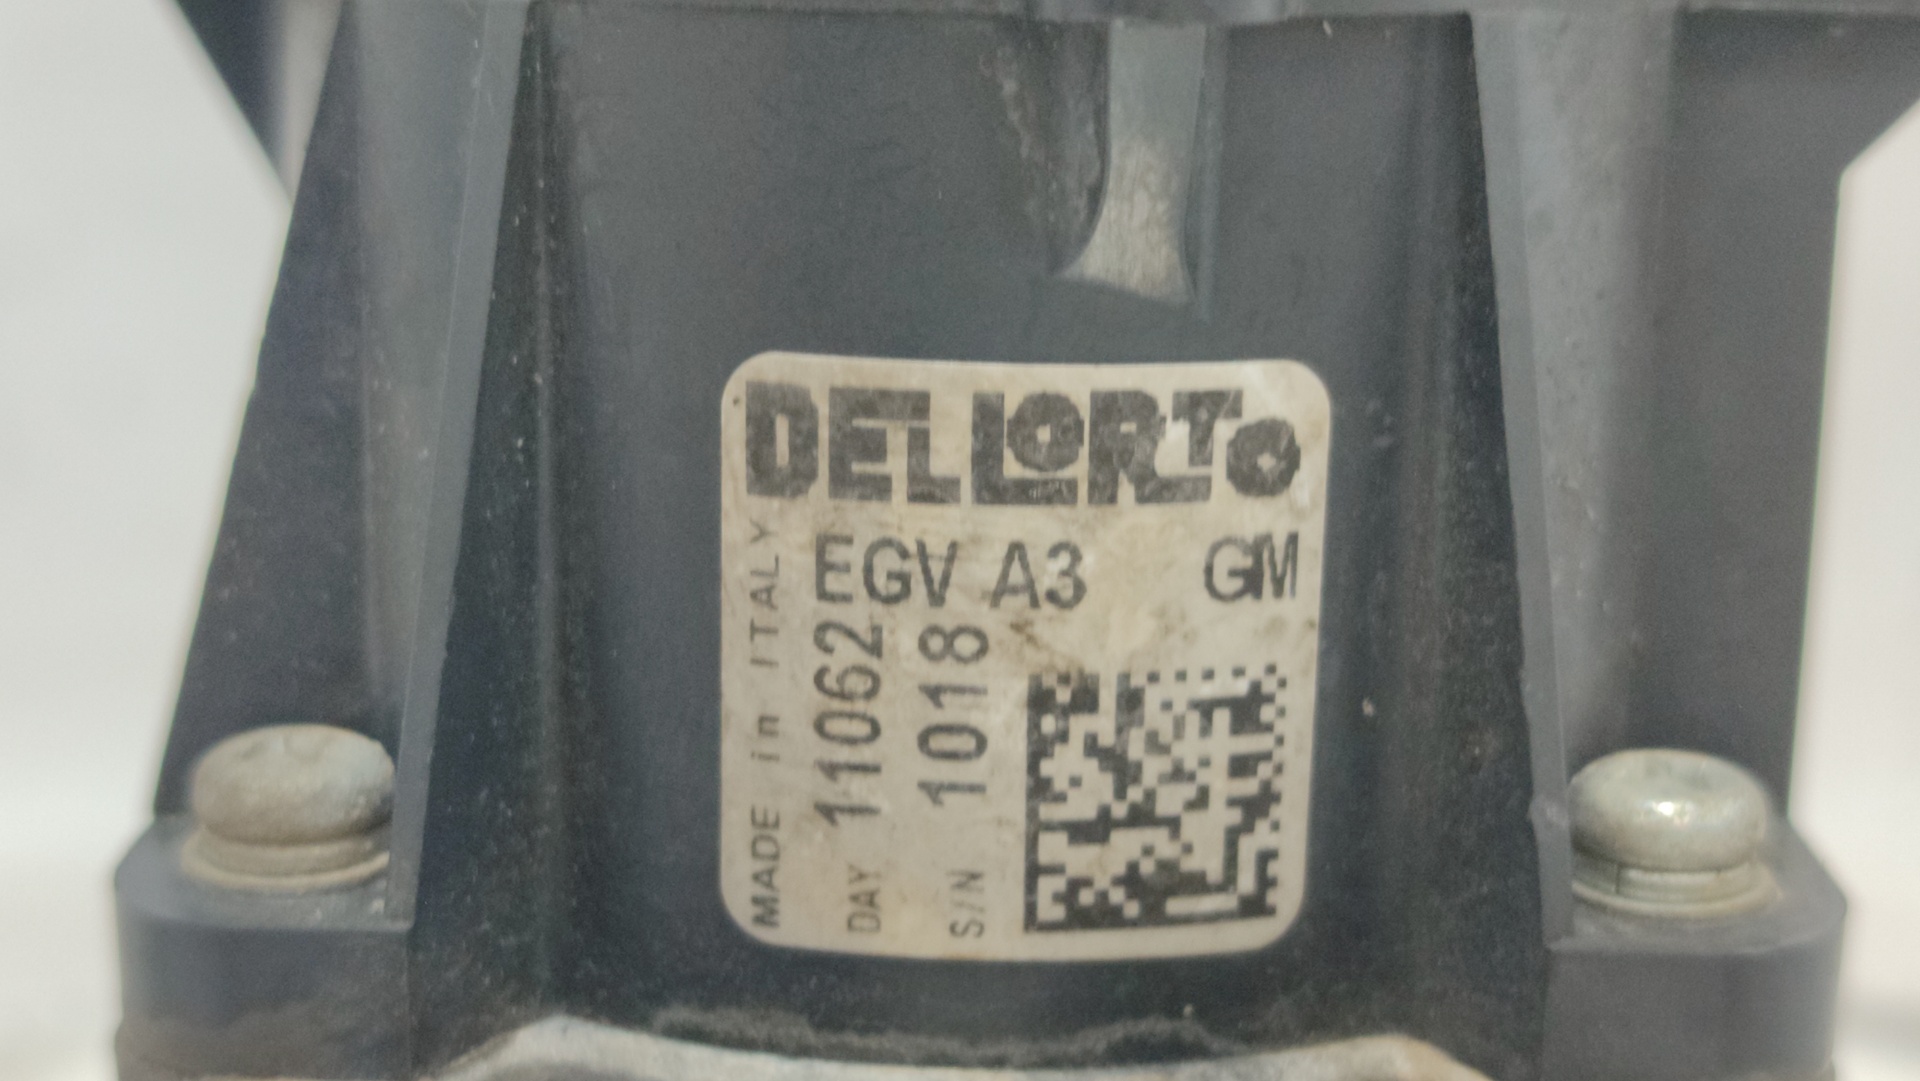 DELLORTO
EGV A3 GM
MADE in ITALY
DAY 11062
S/N 1018